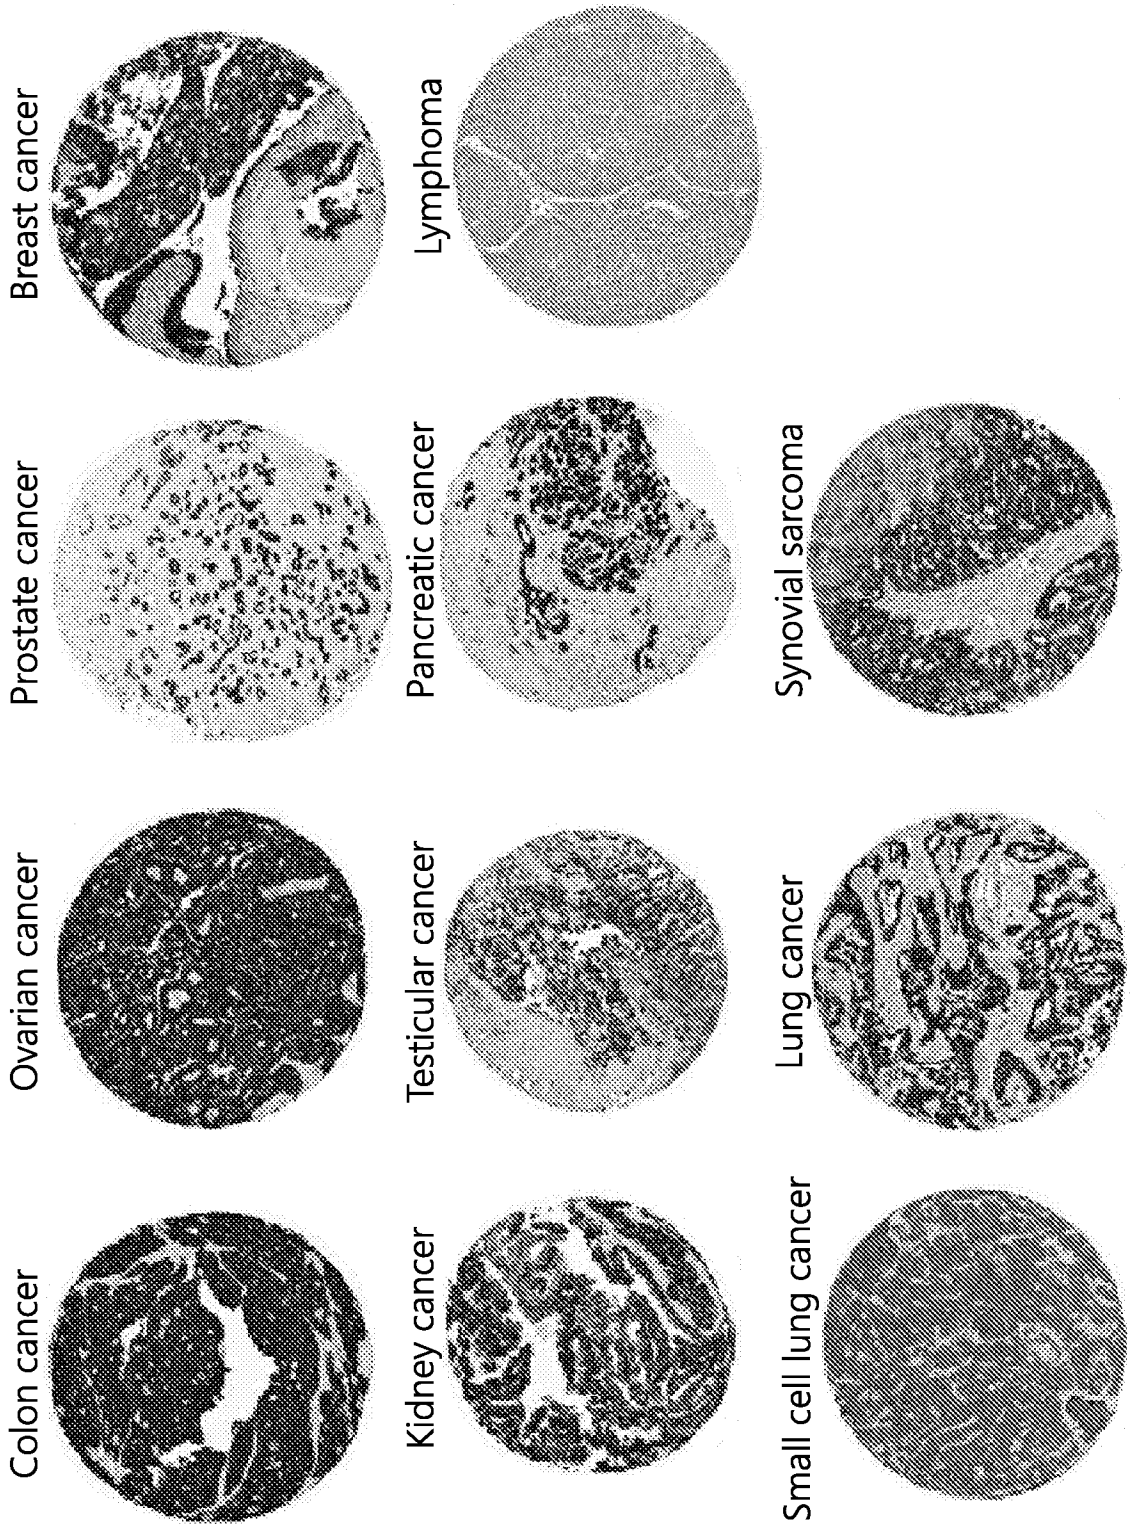 Colon cancer
Ovarian cancer
Prostate cancer
Breast cancer
Kidney cancer
Testicular cancer
Pancreatic cancer
Lymphoma
Small cell lung cancer
Lung cancer
Synovial sarcoma